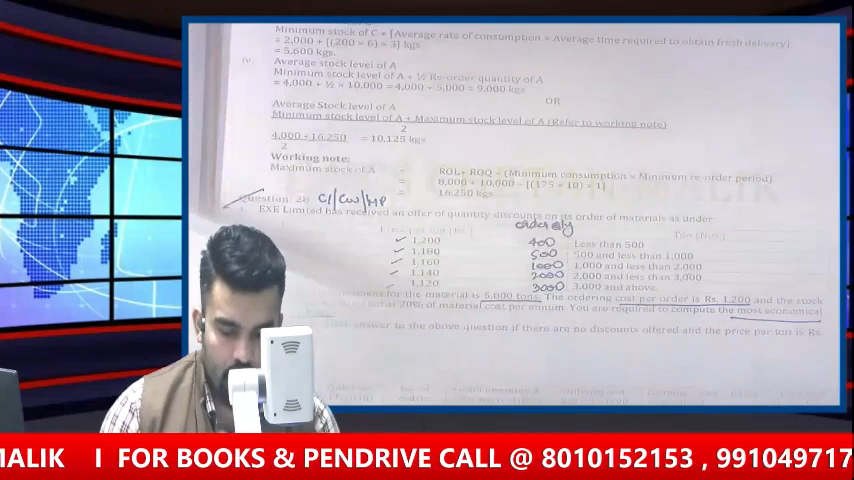 Minimum stock of C + [Average rate of consumption × Average time required to obtain fresh delivery]
= 2,000 + [(200 × 6) × 3] kgs.
= 5,600 kgs.
iv. Average stock level of A
Minimum stock level of A + ½ Re-order quantity of A
= 4,000 + ½ × 10,000 = 4,000 + 5,000 = 9,000 kgs
OR
Average Stock level of A
Minimum stock level of A + Maximum stock level of A (Refer to working note)
2
4,000 + 16,250 = 10,125 kgs
2
Working note:
Maximum stock of A = ROL + ROQ – (Minimum consumption × Minimum re-order period)
= 8,000 + 10,000 – [(175 × 10) × 1]
= 16,250 kgs
Question: 28
EXE Limited has received an offer of quantity discounts on its order of materials as under
order qty
Ton (Nos)
1,200 400 Less than 500
1,180 500 500 and less than 1,000
1,160 1000 1,000 and less than 2,000
1,140 2000 2,000 and less than 3,000
1,120 3000 3,000 and above.
for the material is 5,000 tons. The ordering cost per order is Rs. 1,200 and the stock
at 20% of material cost per annum. You are required to compute the most economical
your answer to the above question if there are no discounts offered and the price per ton is Rs.
MALIK I FOR BOOKS & PENDRIVE CALL @ 8010152153 , 991049717